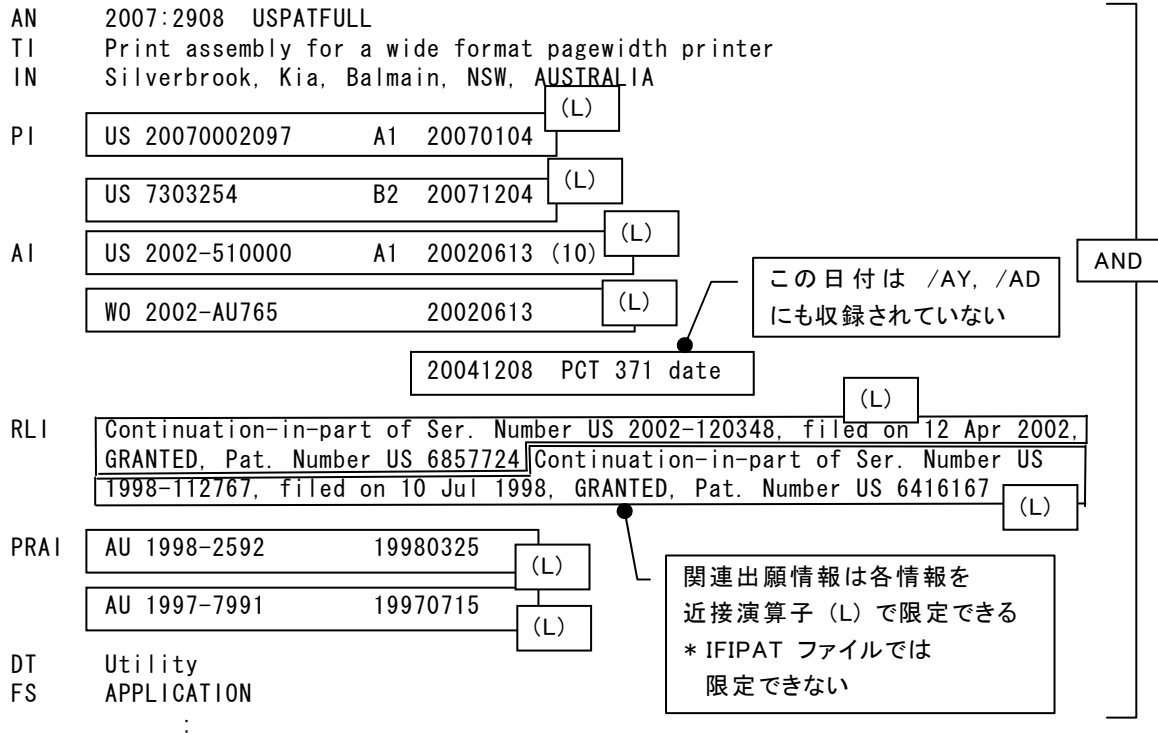 AN 2007:2908 USPATFULL
TI Print assembly for a wide format pagewidth printer
IN Silverbrook, Kia, Balmain, NSW, AUSTRALIA
(L)
PI US 20070002097 A1 20070104
(L)
US 7303254 B2 20071204
(L)
AI US 2002-510000 A1 20020613 (10)
AND
(L)
WO 2002-AU765 20020613
この日付は /AY, /AD
にも収録されていない
20041208 PCT 371 date
(L)
RLI Continuation-in-part of Ser. Number US 2002-120348, filed on 12 Apr 2002,
GRANTED, Pat. Number US 6857724 Continuation-in-part of Ser. Number US
1998-112767, filed on 10 Jul 1998, GRANTED, Pat. Number US 6416167
(L)
PRAI AU 1998-2592 19980325
(L)
AU 1997-7991 19970715
(L)
関連出願情報は各情報を
近接演算子 (L) で限定できる
* IFIPAT ファイルでは
限定できない
DT Utility
FS APPLICATION
: